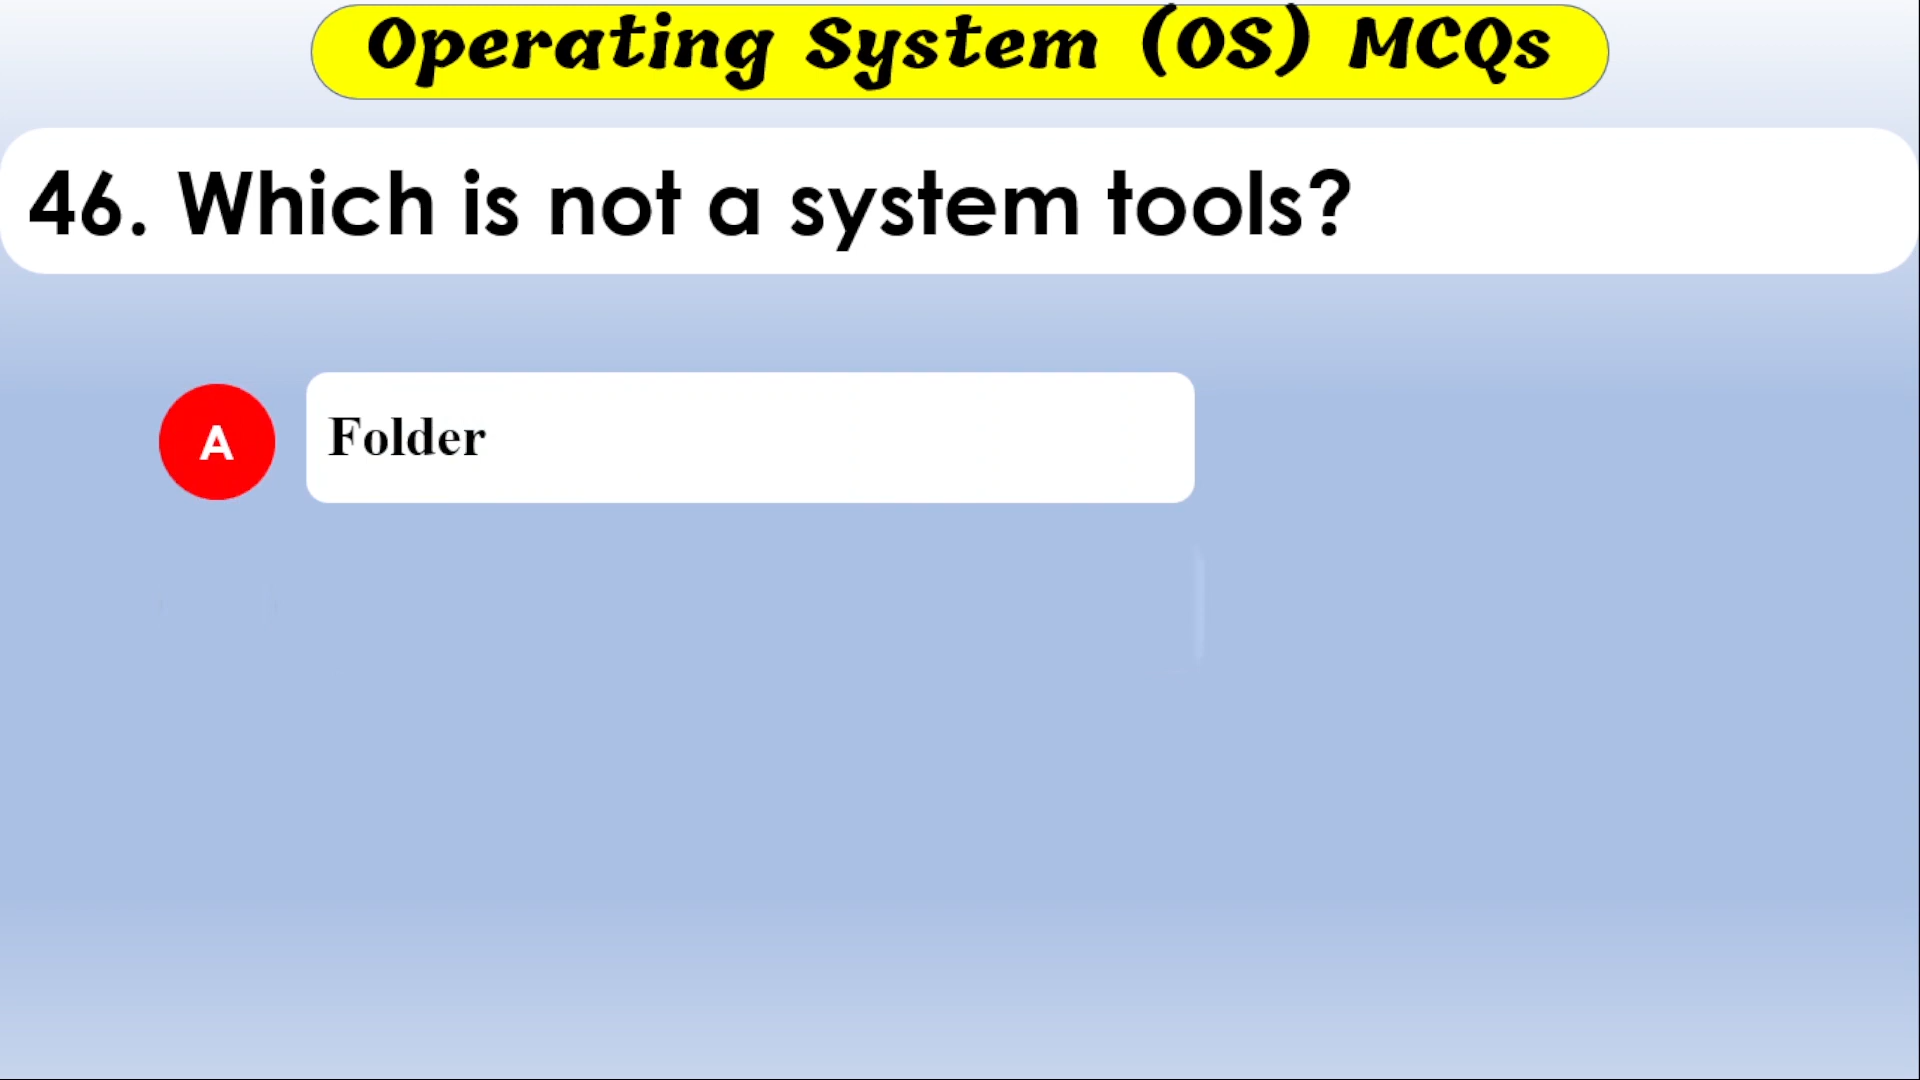 Operating System (OS) MCQs
46. Which is not a system tools?
A
Folder